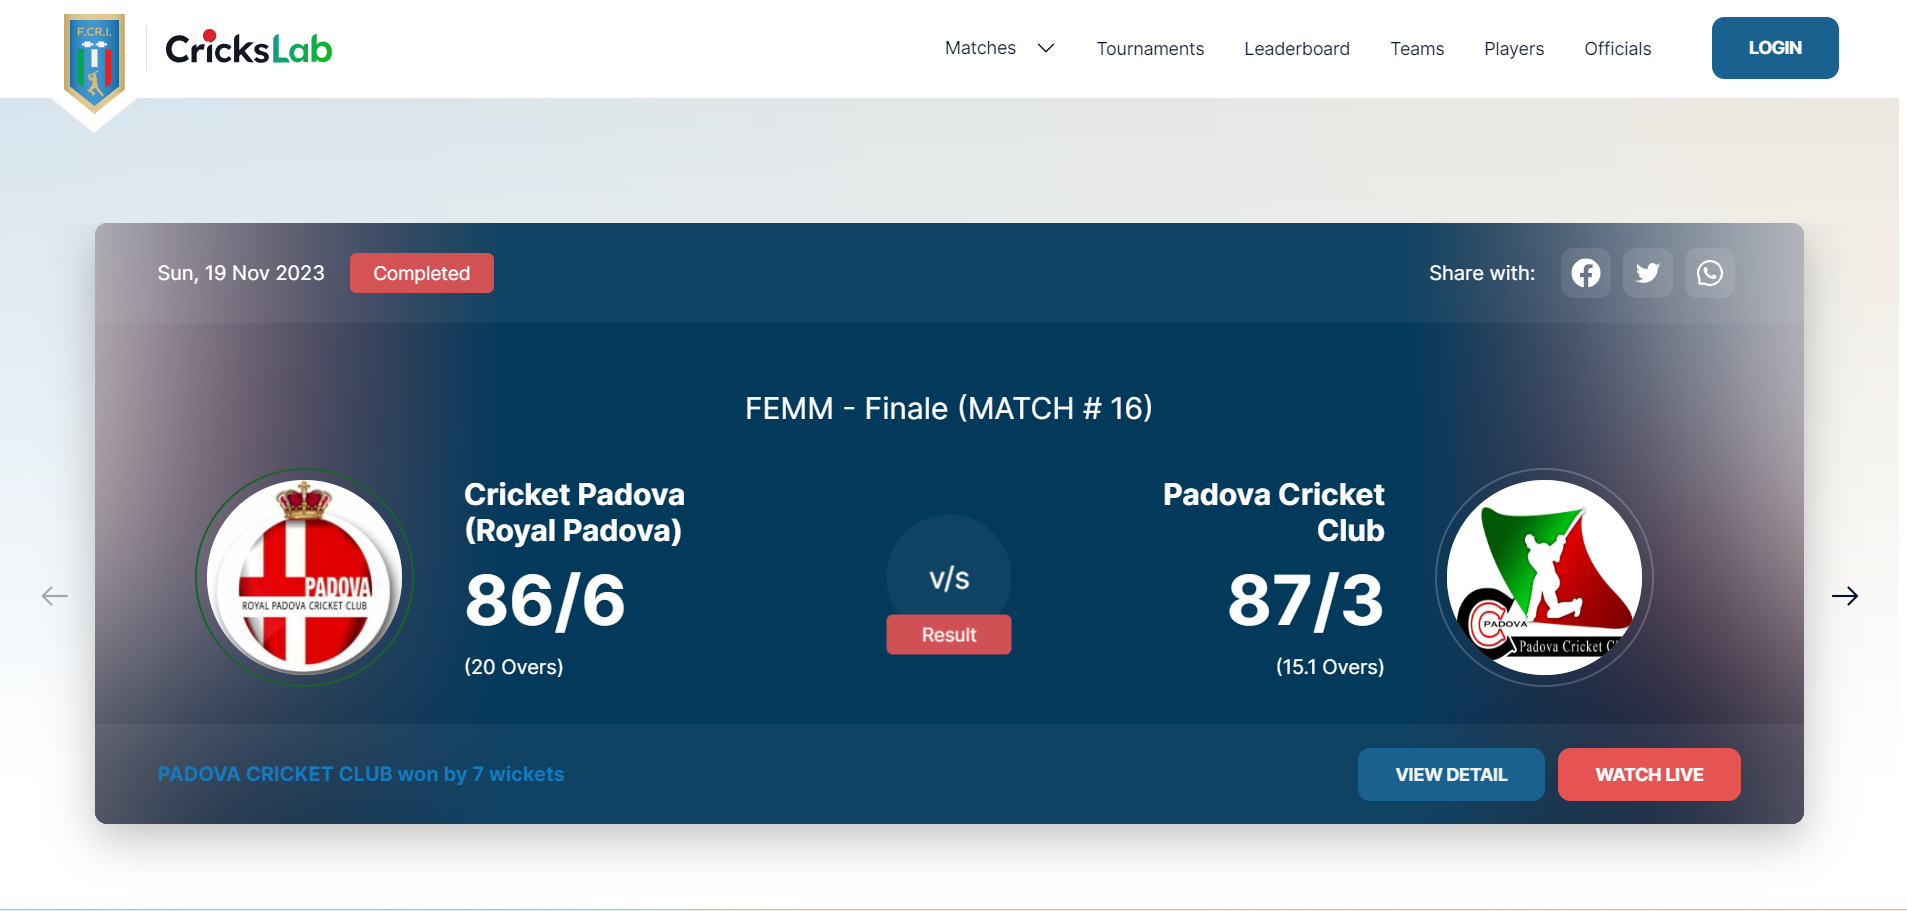 F.CR.I.
CricksLab
Matches
Tournaments
Leaderboard
Teams
Players
Officials
LOGIN
Sun, 19 Nov 2023
Completed
Share with:
FEMM - Finale (MATCH # 16)
Cricket Padova
(Royal Padova)
86/6
(20 Overs)
PADOVA
ROYAL PADOVA CRICKET CLUB
v/s
Result
Padova Cricket
Club
87/3
(15.1 Overs)
PADOVA
Padova Cricket C
PADOVA CRICKET CLUB won by 7 wickets
VIEW DETAIL
WATCH LIVE